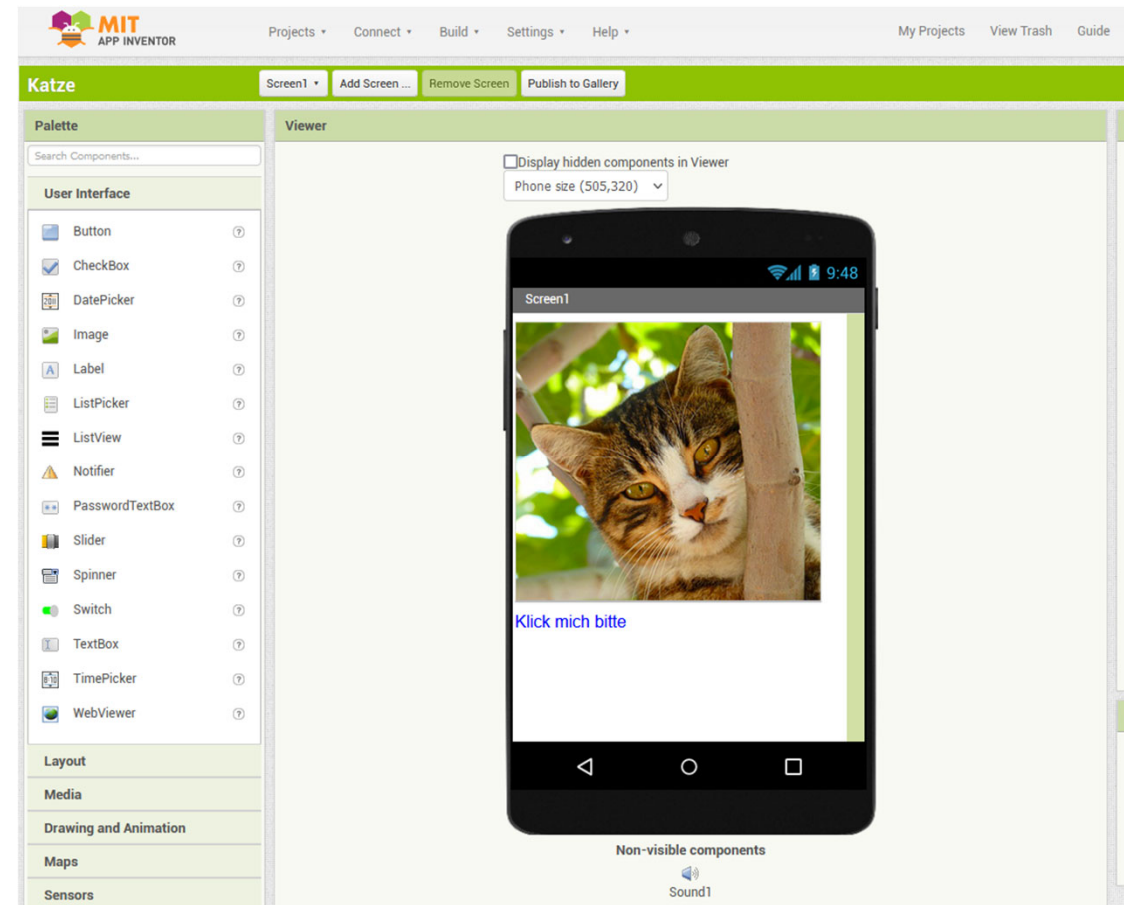 MIT
APP INVENTOR
Projects Connect Build Settings Help My Projects View Trash Guide
Katze Screen1 Add Screen ... Remove Screen Publish to Gallery
Palette
Search Components...
User Interface
Button ?
CheckBox ?
DatePicker ?
Image ?
Label ?
ListPicker ?
ListView ?
Notifier ?
PasswordTextBox ?
Slider ?
Spinner ?
Switch ?
TextBox ?
TimePicker ?
WebViewer ?
Layout
Media
Drawing and Animation
Maps
Sensors
Viewer
Display hidden components in Viewer
Phone size (505,320)
9:48
Screen1
Klick mich bitte
Non-visible components
Sound1